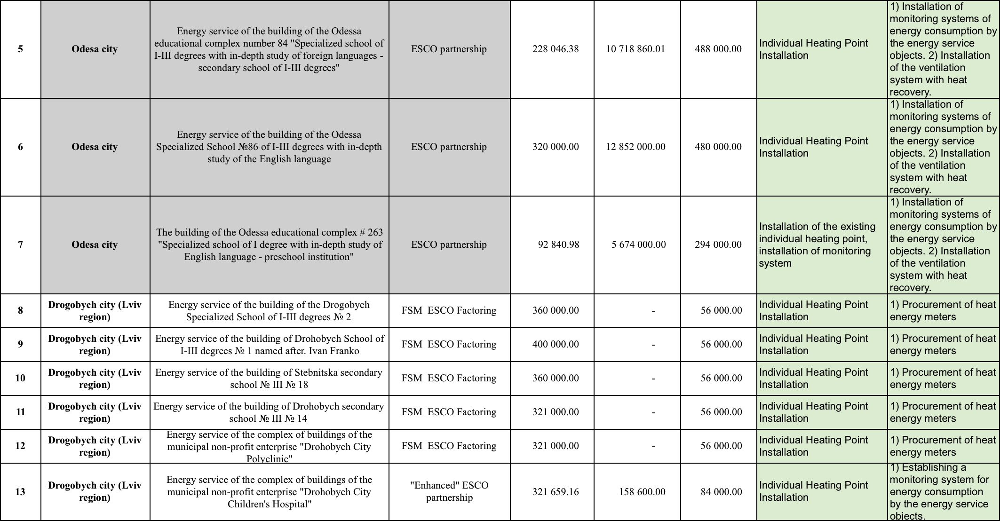 5
Odesa city
Energy service of the building of the Odessa
educational complex number 84 "Specialized school of
I-III degrees with in-depth study of foreign languages -
secondary school of I-III degrees"
ESCO partnership
228 046.38
10 718 860.01
488 000.00
Individual Heating Point
Installation
1) Installation of
monitoring systems of
energy consumption by
the energy service
objects. 2) Installation
of the ventilation
system with heat
recovery.
6
Odesa city
Energy service of the building of the Odessa
Specialized School №86 of I-III degrees with in-depth
study of the English language
ESCO partnership
320 000.00
12 852 000.00
480 000.00
Individual Heating Point
Installation
1) Installation of
monitoring systems of
energy consumption by
the energy service
objects. 2) Installation
of the ventilation
system with heat
recovery.
7
Odesa city
The building of the Odessa educational complex # 263
"Specialized school of I degree with in-depth study of
English language - preschool institution"
ESCO partnership
92 840.98
5 674 000.00
294 000.00
Installation of the existing
individual heating point,
installation of monitoring
system
1) Installation of
monitoring systems of
energy consumption by
the energy service
objects. 2) Installation
of the ventilation
system with heat
recovery.
8
Drogobych city (Lviv
region)
Energy service of the building of the Drogobych
Specialized School of I-III degrees № 2
FSM ESCO Factoring
360 000.00
-
56 000.00
Individual Heating Point
Installation
1) Procurement of heat
energy meters
9
Drogobych city (Lviv
region)
Energy service of the building of Drohobych School of
I-III degrees № 1 named after. Ivan Franko
FSM ESCO Factoring
400 000.00
-
56 000.00
Individual Heating Point
Installation
1) Procurement of heat
energy meters
10
Drogobych city (Lviv
region)
Energy service of the building of Stebnitska secondary
school № III № 18
FSM ESCO Factoring
360 000.00
-
56 000.00
Individual Heating Point
Installation
1) Procurement of heat
energy meters
11
Drogobych city (Lviv
region)
Energy service of the building of Drohobych secondary
school № III № 14
FSM ESCO Factoring
321 000.00
-
56 000.00
Individual Heating Point
Installation
1) Procurement of heat
energy meters
12
Drogobych city (Lviv
region)
Energy service of the complex of buildings of the
municipal non-profit enterprise "Drohobych City
Polyclinic"
FSM ESCO Factoring
321 000.00
-
56 000.00
Individual Heating Point
Installation
1) Procurement of heat
energy meters
13
Drogobych city (Lviv
region)
Energy service of the complex of buildings of the
municipal non-profit enterprise "Drohobych City
Children's Hospital"
"Enhanced" ESCO
partnership
321 659.16
158 600.00
84 000.00
Individual Heating Point
Installation
1) Establishing a
monitoring system for
energy consumption
by the energy service
objects.